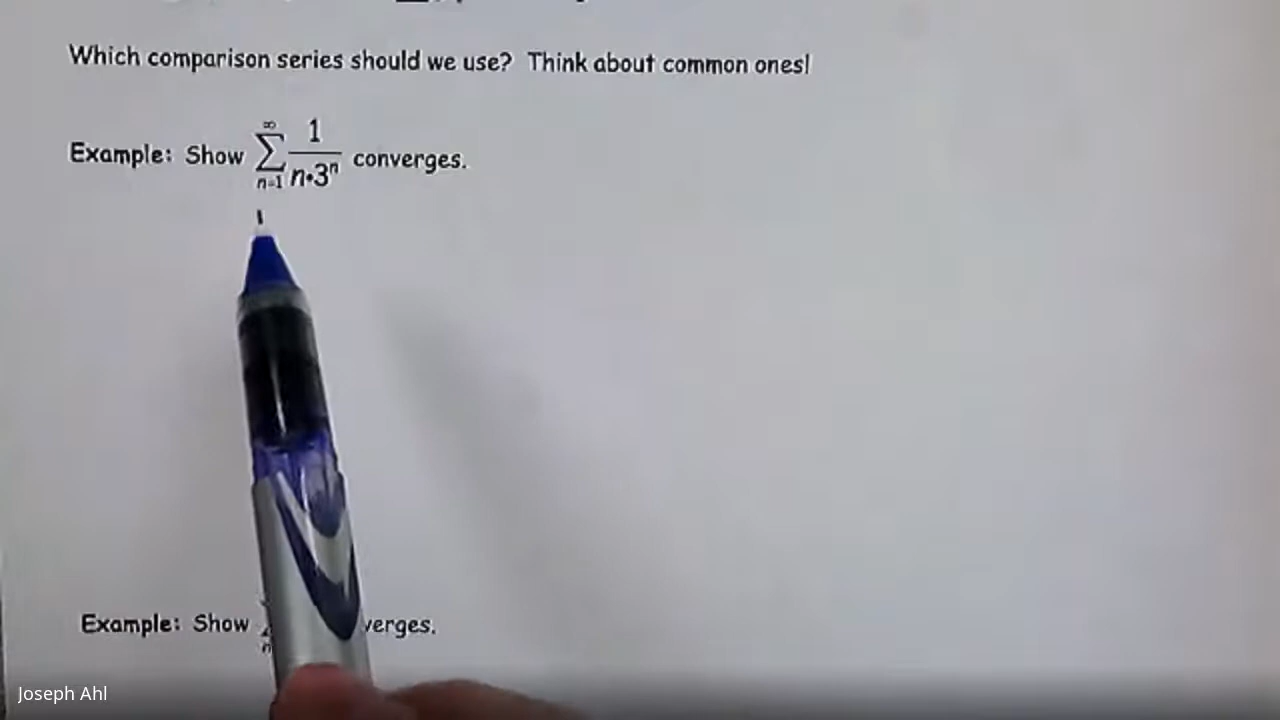 Which comparison series should we use? Think about common ones!
Example: Show ∞∑n=1 1/(n•3ⁿ) converges.
Example: Show verges.
Joseph Ahl